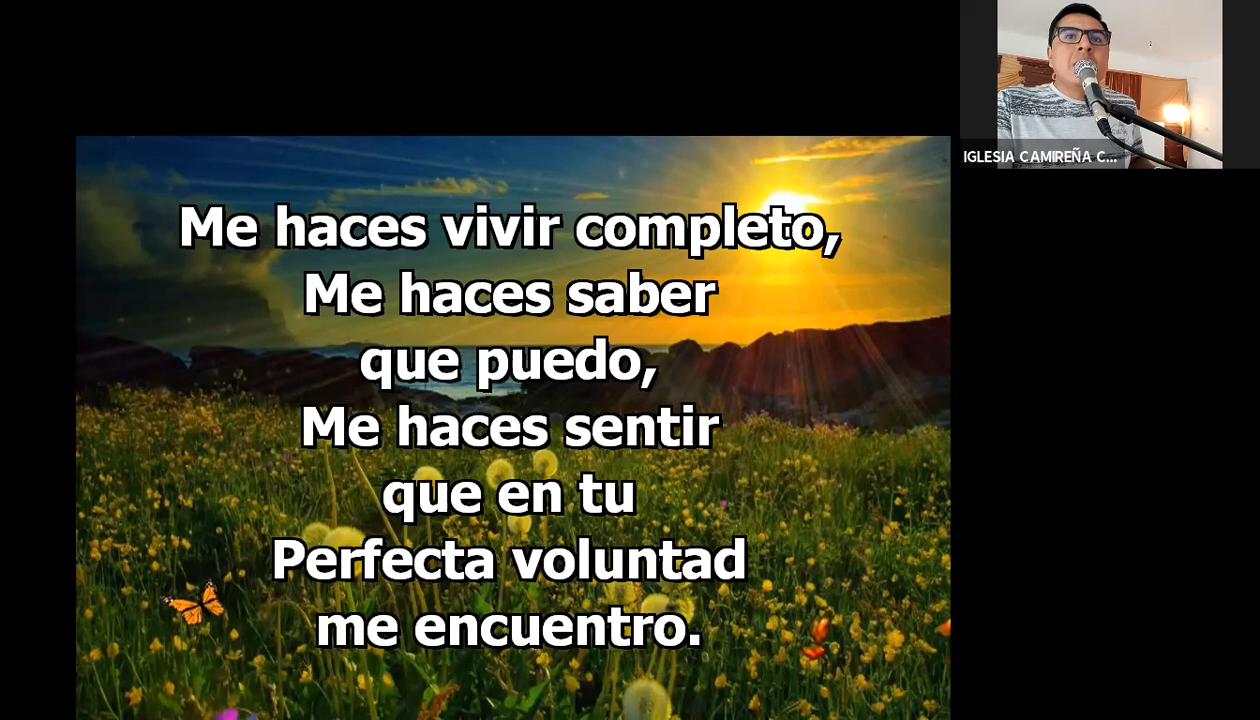 Me haces vivir completo,
Me haces saber
que puedo,
Me haces sentir
que en tu
Perfecta voluntad
me encuentro.
IGLESIA CAMIREÑA C...